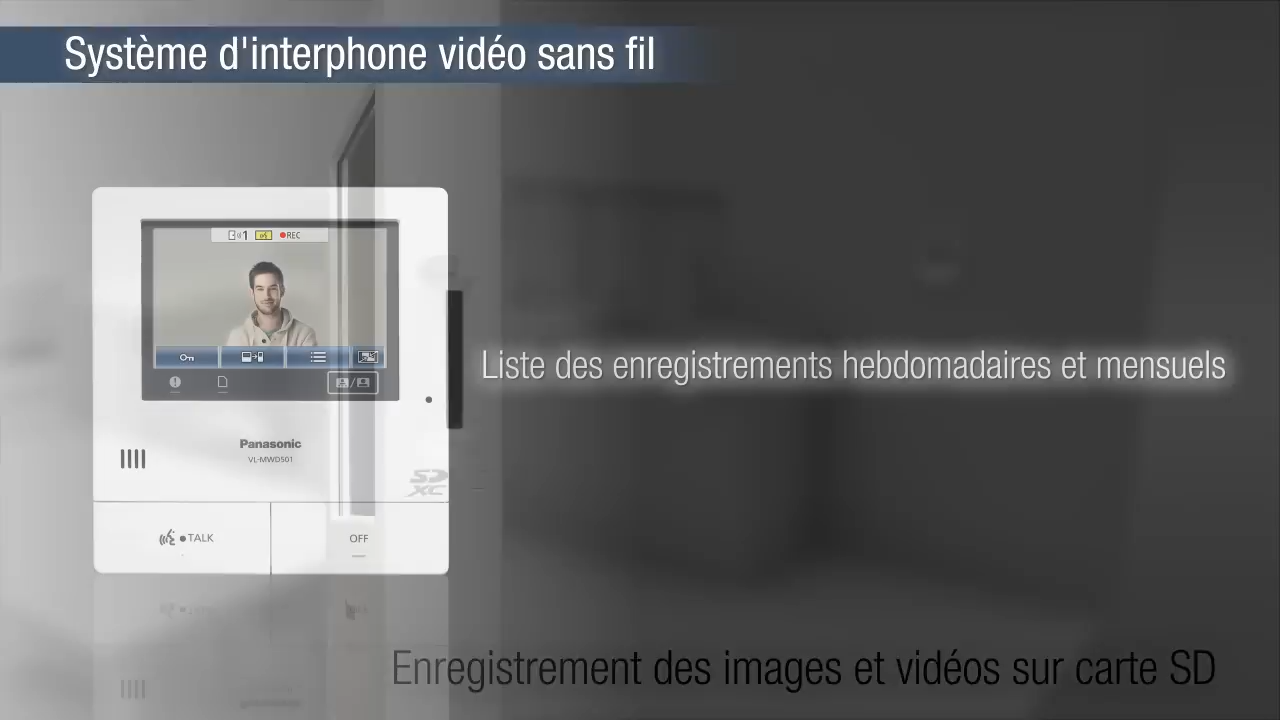 Système d'interphone vidéo sans fil
1 REC
Liste des enregistrements hebdomadaires et mensuels
Panasonic
VL-MWD501
SD
XC
TALK
OFF
Enregistrement des images et vidéos sur carte SD